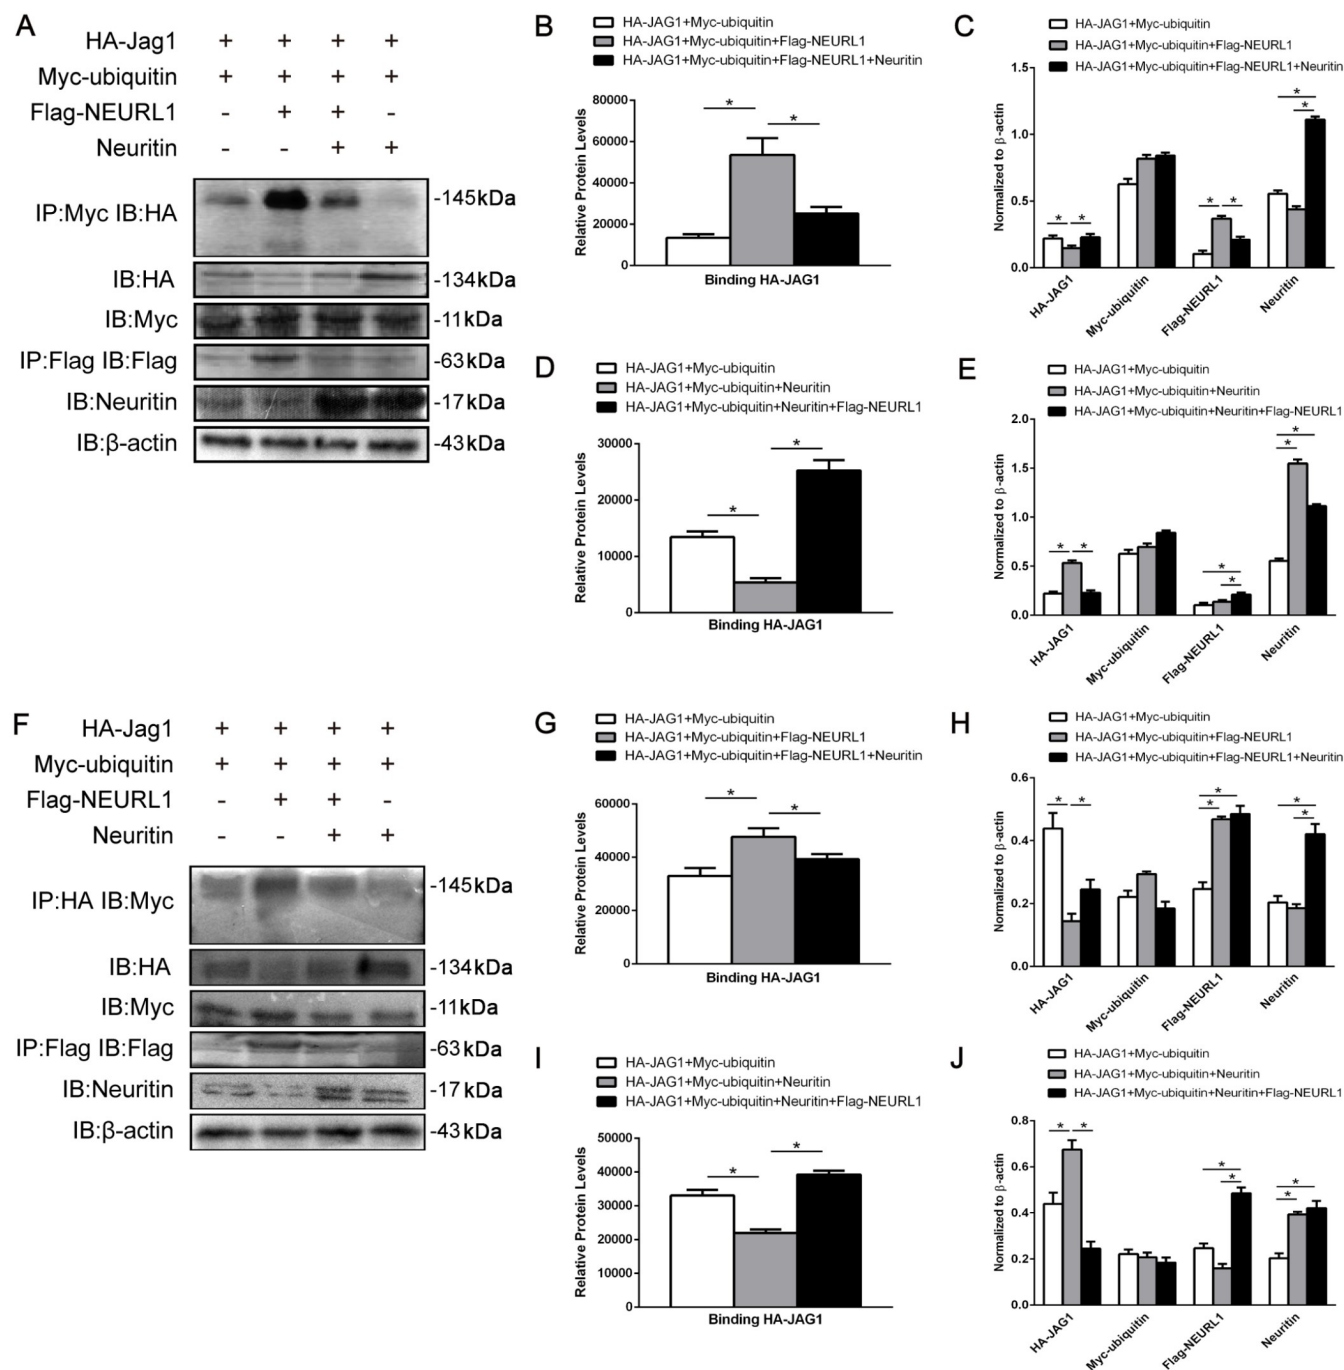 A
HA-Jag1 + + + +
Myc-ubiquitin + + + +
Flag-NEURL1 - + + -
Neuritin - - + +
IP:Myc IB:HA -145kDa
IB:HA -134kDa
IB:Myc -11kDa
IP:Flag IB:Flag -63kDa
IB:Neuritin -17kDa
IB:β-actin -43kDa
B
HA-JAG1+Myc-ubiquitin
HA-JAG1+Myc-ubiquitin+Flag-NEURL1
HA-JAG1+Myc-ubiquitin+Flag-NEURL1+Neuritin
Relative Protein Levels
80000
60000
40000
20000
0
* *
Binding HA-JAG1
C
HA-JAG1+Myc-ubiquitin
HA-JAG1+Myc-ubiquitin+Flag-NEURL1
HA-JAG1+Myc-ubiquitin+Flag-NEURL1+Neuritin
Normalized to β-actin
1.5
1.0
0.5
0.0
* * * * * *
HA-JAG1
Myc-ubiquitin
Flag-NEURL1
Neuritin
D
HA-JAG1+Myc-ubiquitin
HA-JAG1+Myc-ubiquitin+Neuritin
HA-JAG1+Myc-ubiquitin+Neuritin+Flag-NEURL1
Relative Protein Levels
30000
20000
10000
0
* *
Binding HA-JAG1
E
HA-JAG1+Myc-ubiquitin
HA-JAG1+Myc-ubiquitin+Neuritin
HA-JAG1+Myc-ubiquitin+Neuritin+Flag-NEURL1
Normalized to β-actin
2.0
1.5
1.0
0.5
0.0
* * * * * *
HA-JAG1
Myc-ubiquitin
Flag-NEURL1
Neuritin
F
HA-Jag1 + + + +
Myc-ubiquitin + + + +
Flag-NEURL1 - + + -
Neuritin - - + +
IP:HA IB:Myc -145kDa
IB:HA -134kDa
IB:Myc -11kDa
IP:Flag IB:Flag -63kDa
IB:Neuritin -17kDa
IB:β-actin -43kDa
G
HA-JAG1+Myc-ubiquitin
HA-JAG1+Myc-ubiquitin+Flag-NEURL1
HA-JAG1+Myc-ubiquitin+Flag-NEURL1+Neuritin
Relative Protein Levels
60000
40000
20000
0
* *
Binding HA-JAG1
H
HA-JAG1+Myc-ubiquitin
HA-JAG1+Myc-ubiquitin+Flag-NEURL1
HA-JAG1+Myc-ubiquitin+Flag-NEURL1+Neuritin
Normalized to β-actin
0.6
0.4
0.2
0.0
* * * * * *
HA-JAG1
Myc-ubiquitin
Flag-NEURL1
Neuritin
I
HA-JAG1+Myc-ubiquitin
HA-JAG1+Myc-ubiquitin+Neuritin
HA-JAG1+Myc-ubiquitin+Neuritin+Flag-NEURL1
Relative Protein Levels
50000
40000
30000
20000
10000
0
* *
Binding HA-JAG1
J
HA-JAG1+Myc-ubiquitin
HA-JAG1+Myc-ubiquitin+Neuritin
HA-JAG1+Myc-ubiquitin+Neuritin+Flag-NEURL1
Normalized to β-actin
0.8
0.6
0.4
0.2
0.0
* * * * * *
HA-JAG1
Myc-ubiquitin
Flag-NEURL1
Neuritin